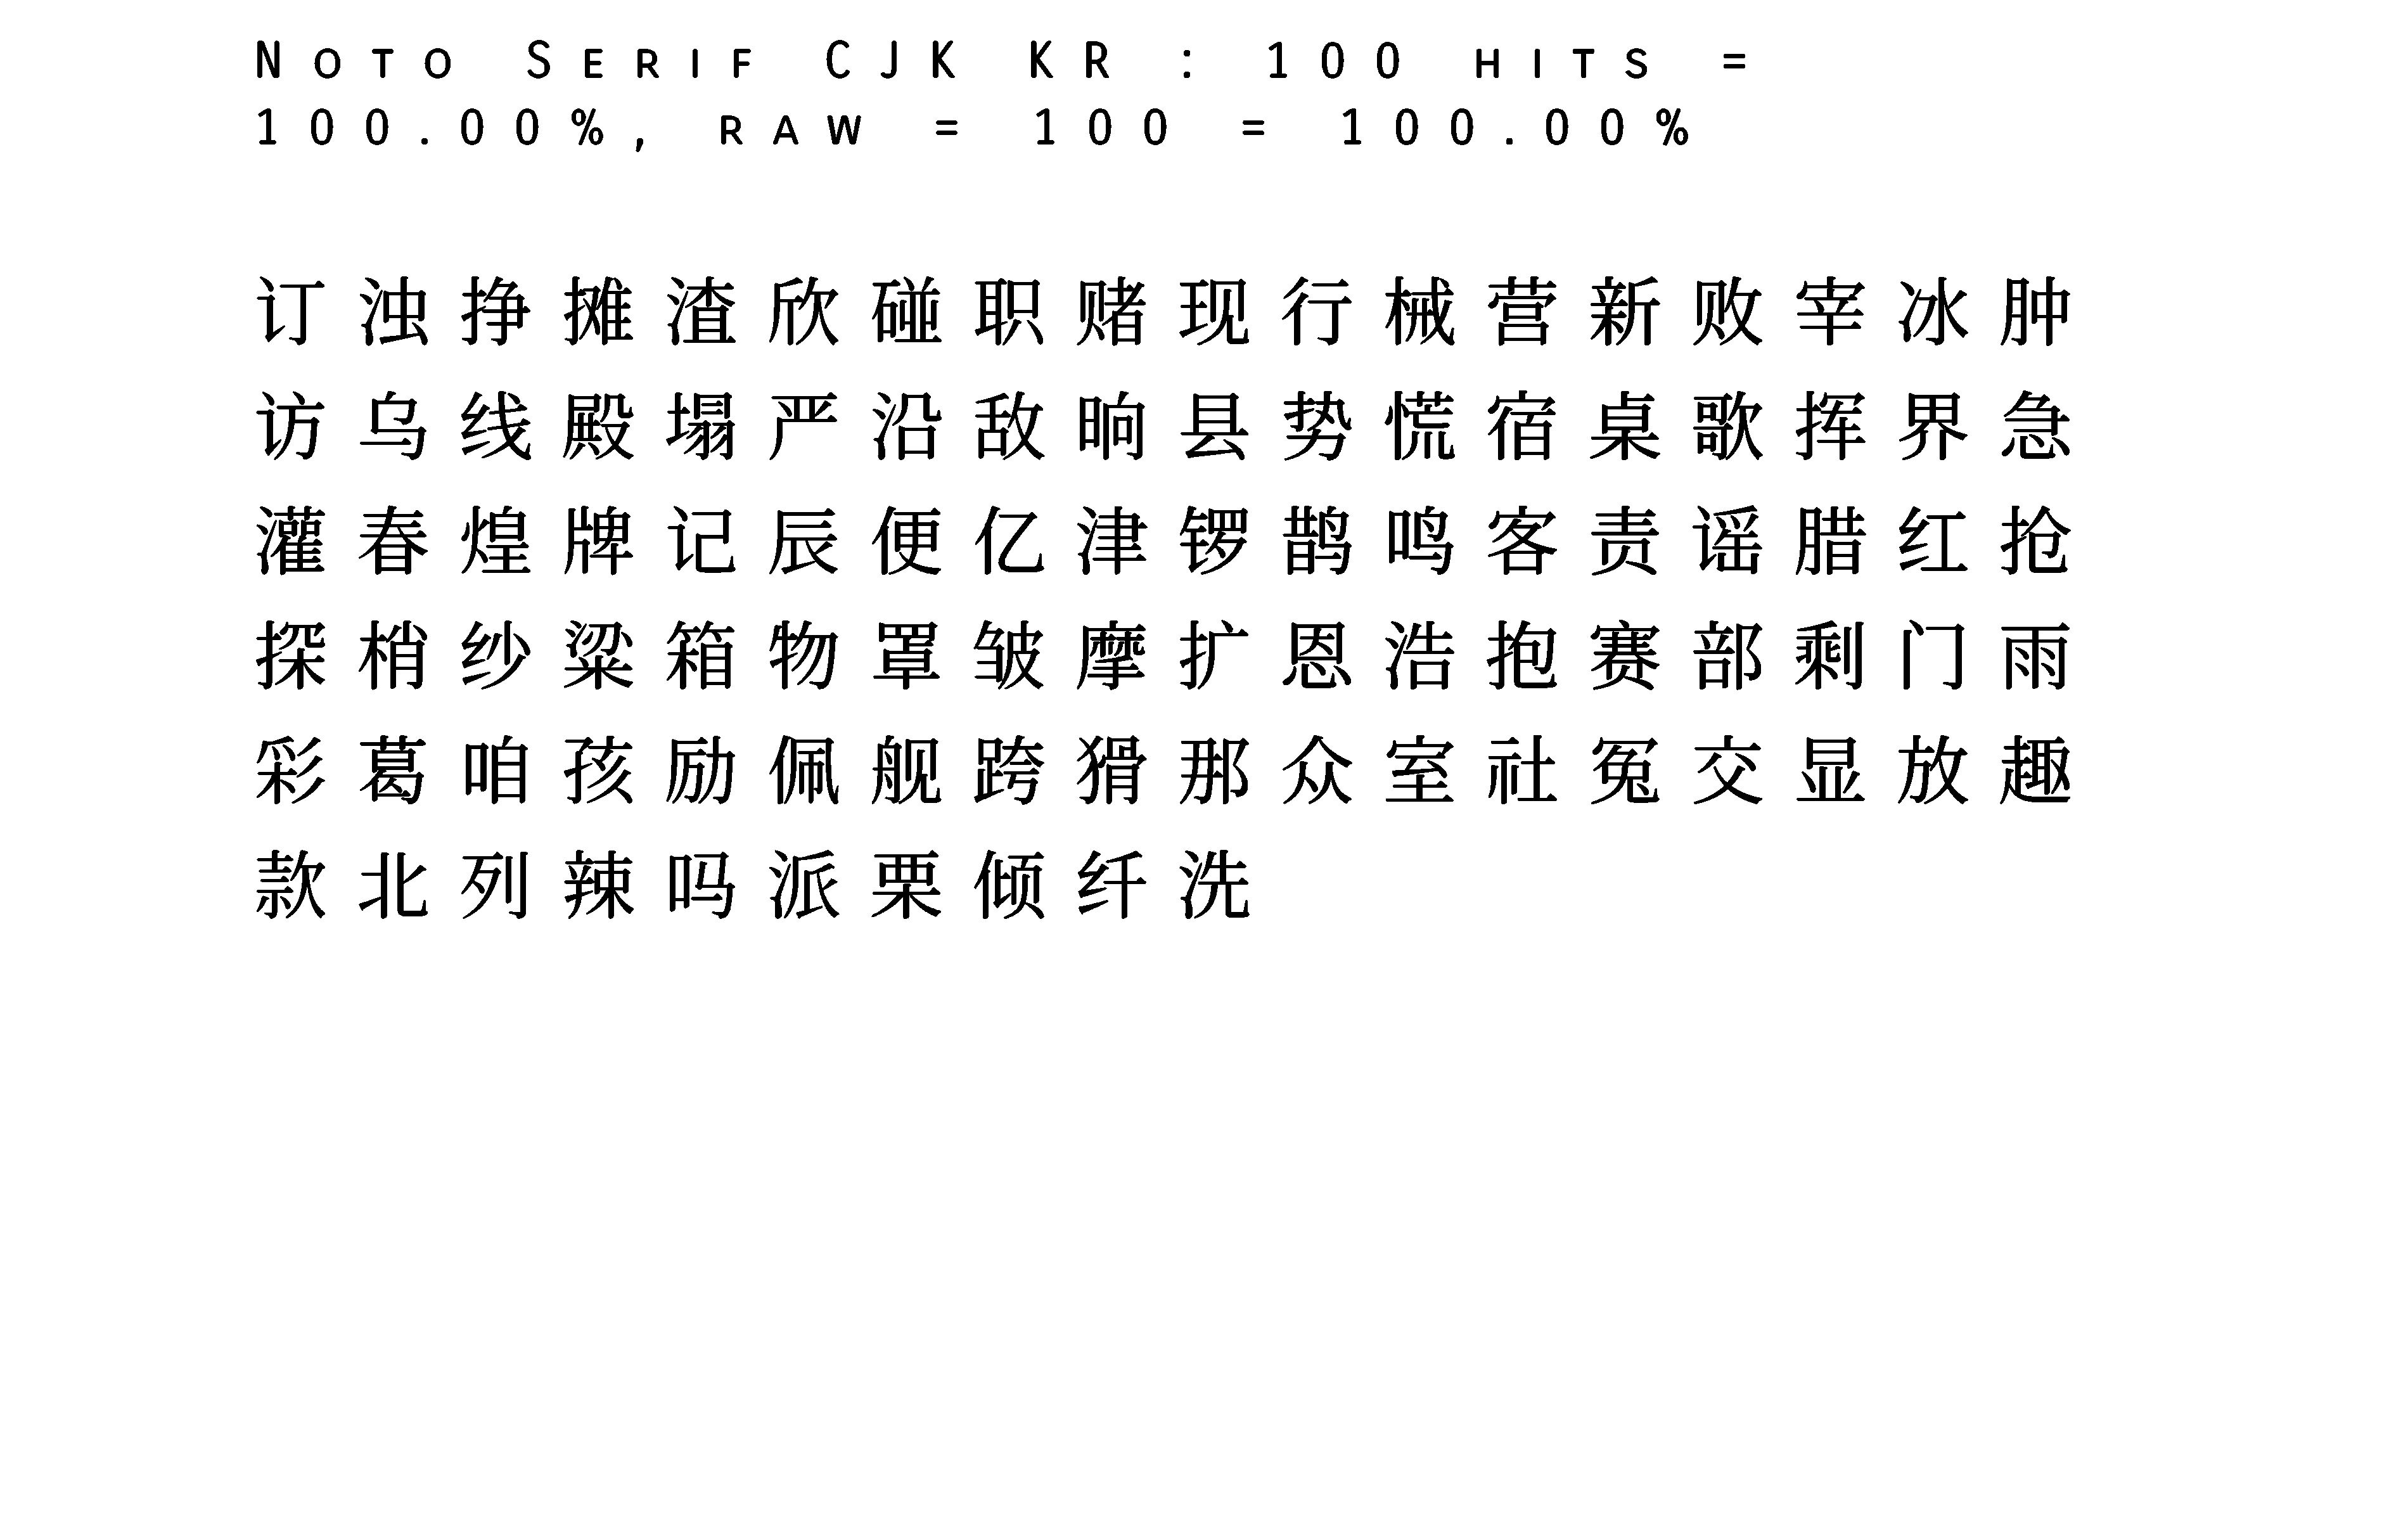 Noto Serif CJK KR : 100 hits =
100.00%, raw = 100 = 100.00%
订浊挣摊渣欣碰职赌现行械营新败宰冰肿
访乌线殿塌严沿敌晌县势慌宿桌歌挥界急
灌春煌牌记辰便亿津锣鹊鸣客责谣腊红抢
探梢纱粱箱物罩皱摩扩恩浩抱赛部剩门雨
彩葛咱孩励佩舰跨猾那众室社冤交显放趣
款北列辣吗派栗倾纤洗